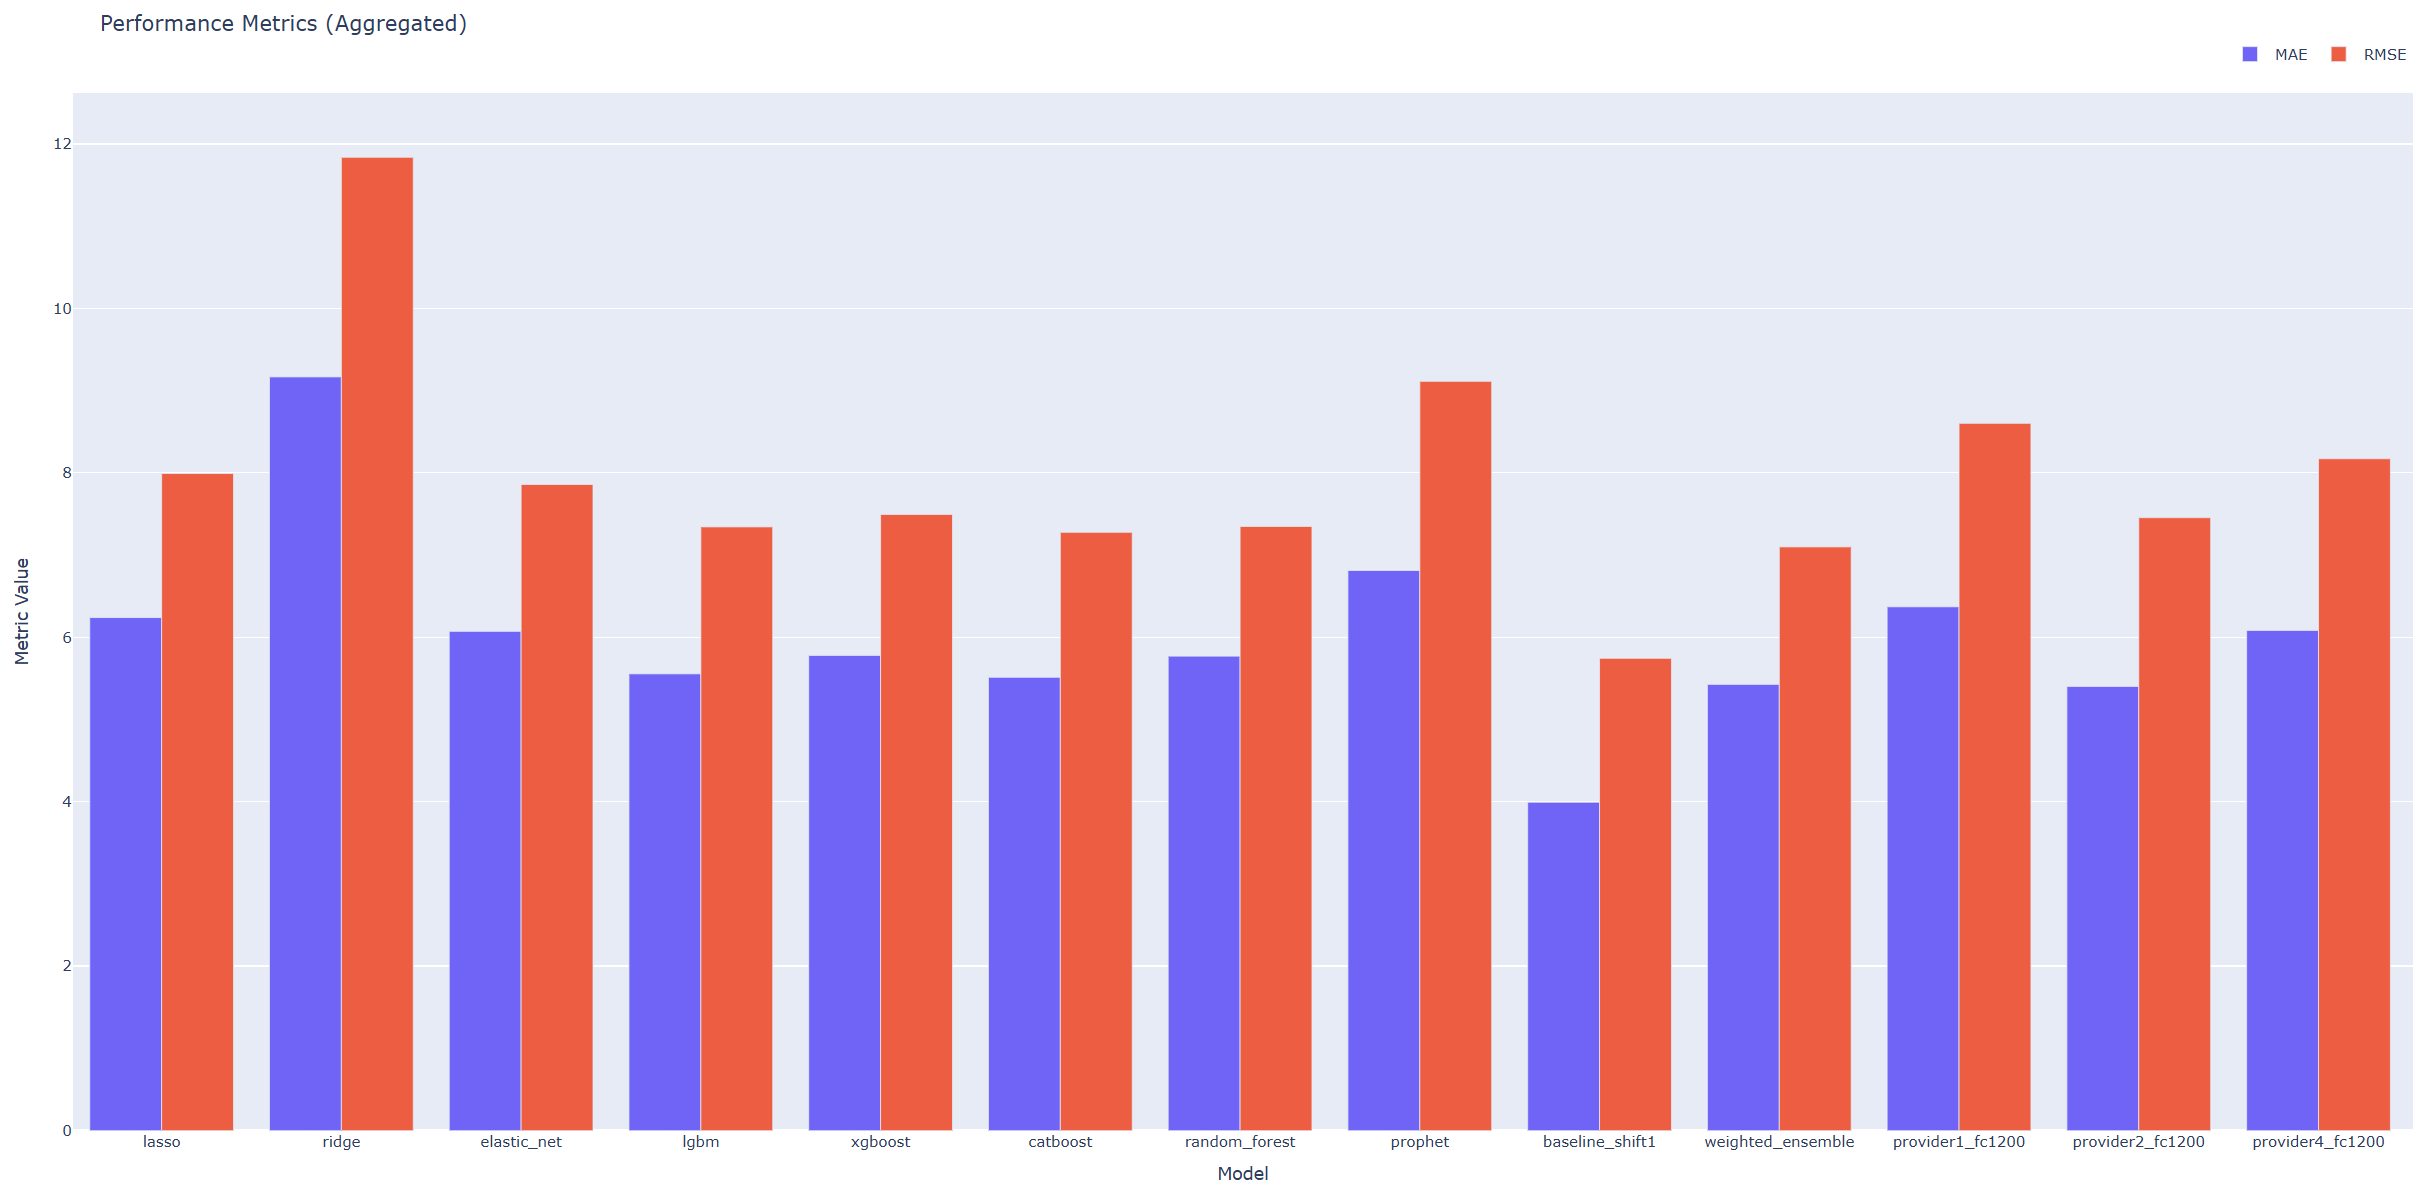 Performance Metrics (Aggregated)
MAE RMSE
12
10
8
6
4
2
0
Metric Value
lasso ridge elastic_net lgbm xgboost catboost random_forest prophet baseline_shift1 weighted_ensemble provider1_fc1200 provider2_fc1200 provider4_fc1200
Model